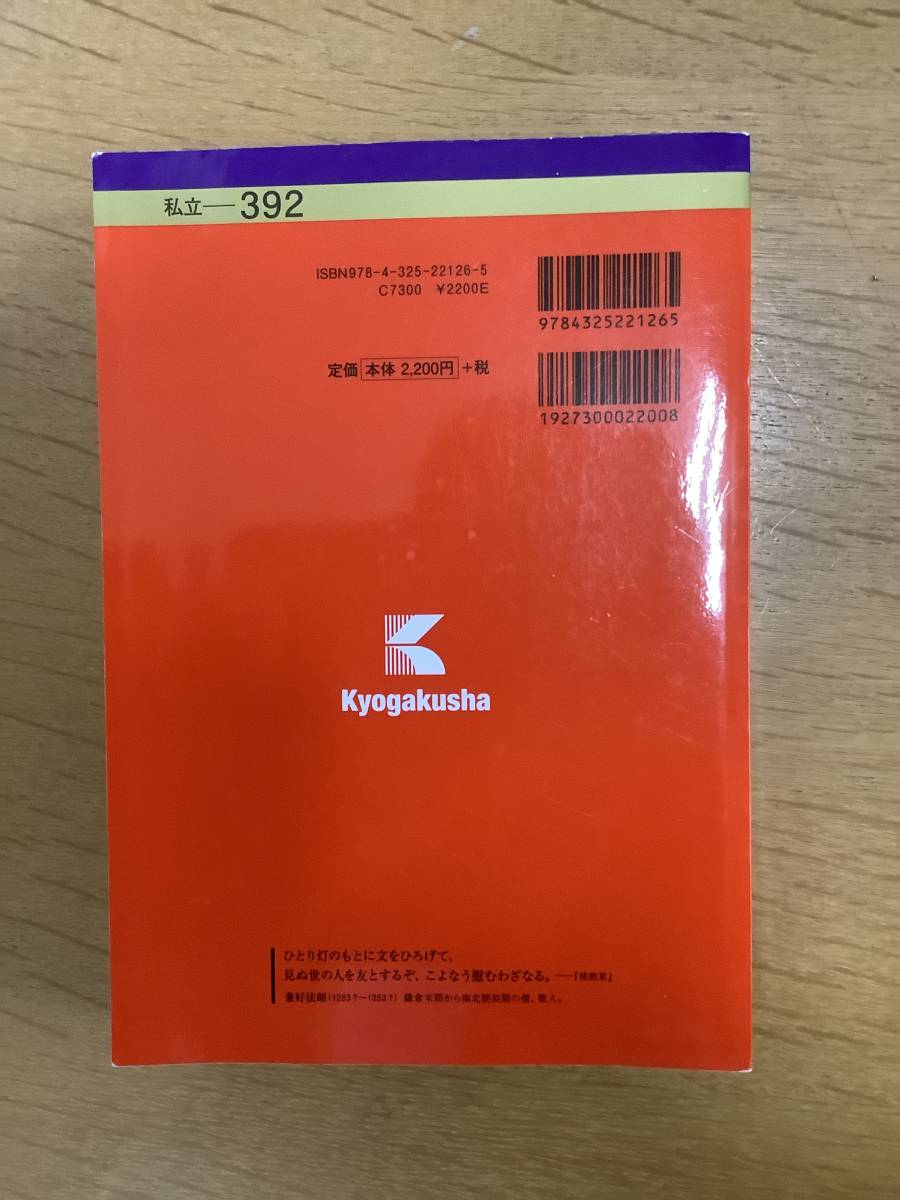 私立―392
ISBN978-4-325-22126-5
C7300 ¥2200E
9784325221265
定価 本体 2,200円 +税
1927300022008
Kyogakusha
ひとり灯のもとに文をひろげて、
見ぬ世の人を友とするぞ、こよなう慰むわざなる。――『徒然草』
兼好法師(1283?～1353?) 鎌倉末期から南北朝初期の僧、歌人。